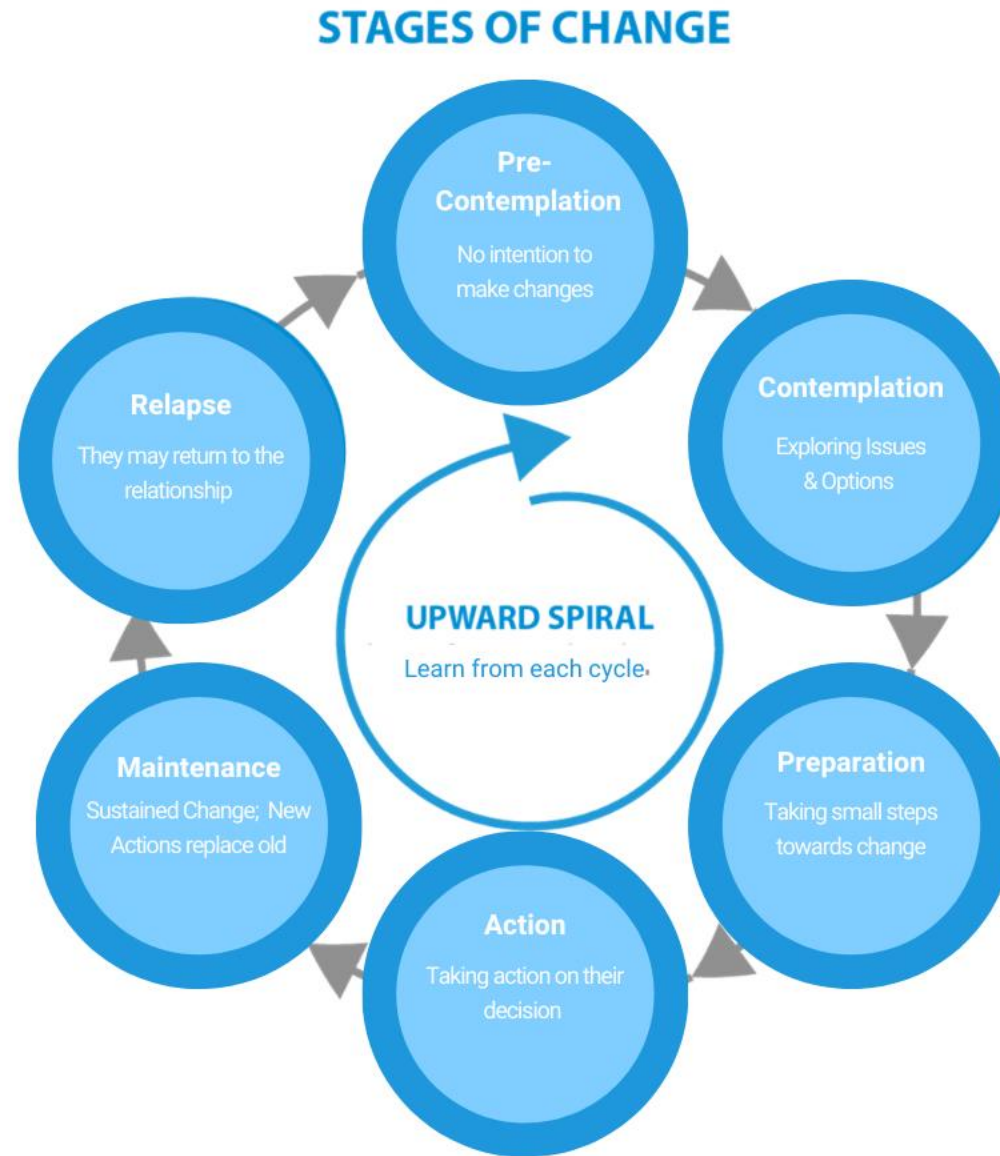 STAGES OF CHANGE
Pre-
Contemplation
No intention to
make changes
Contemplation
Exploring Issues
& Options
Preparation
Taking small steps
towards change
Action
Taking action on their
decision
Maintenance
Sustained Change; New
Actions replace old
Relapse
They may return to the
relationship
UPWARD SPIRAL
Learn from each cycle.